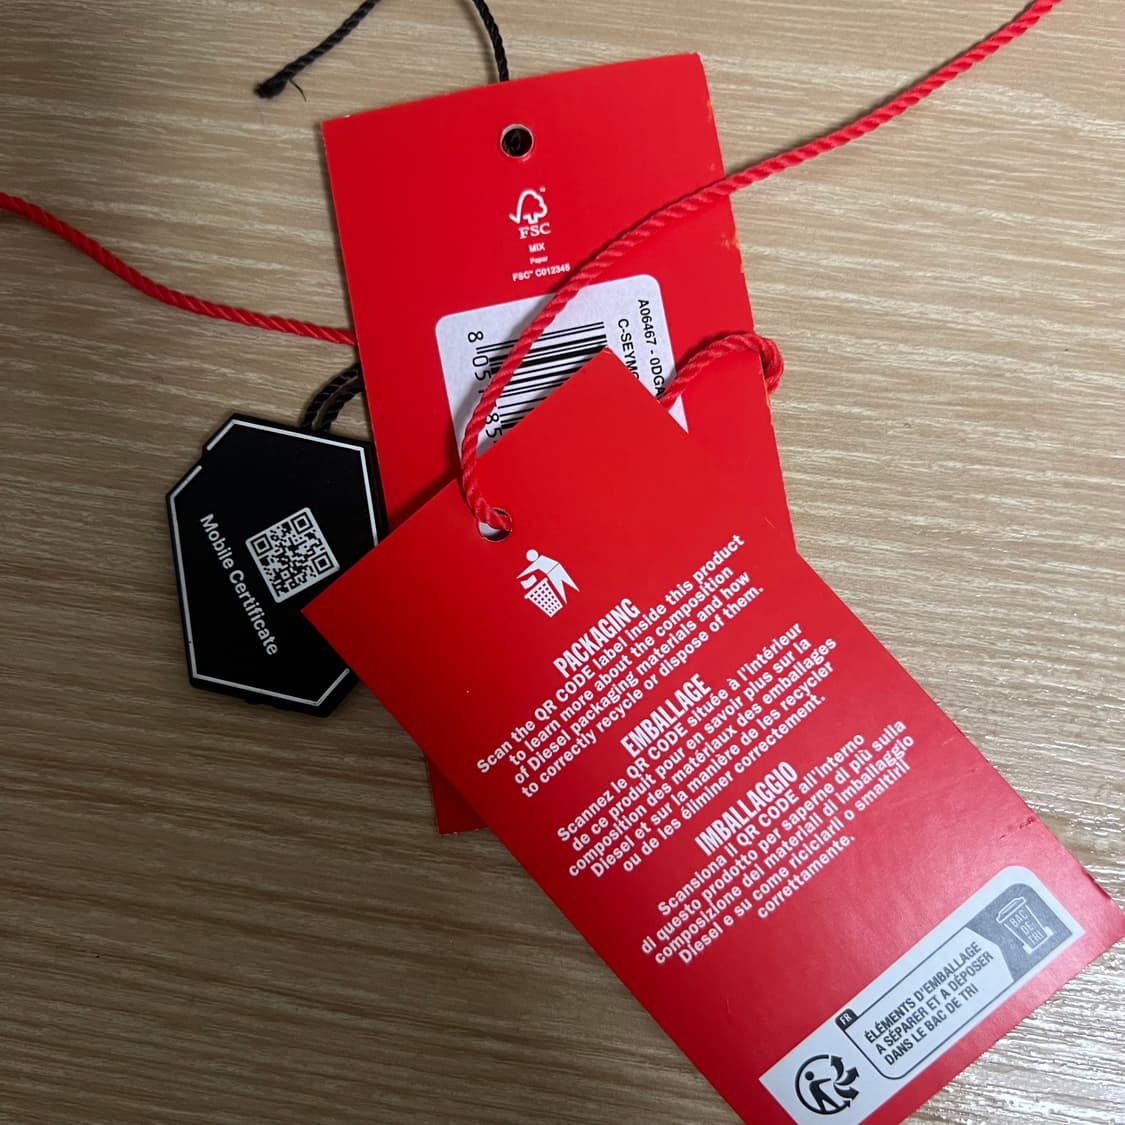 FSC™
MIX
Paper
FSC™ C012345
A06467 - 0DGA
C-SEYM
8 05
85
Mobile Certificate
PACKAGING
Scan the QR CODE label inside this product
to learn more about the composition
of Diesel packaging materials and how
to correctly recycle or dispose of them.
EMBALLAGE
Scannez le QR CODE située à l'intérieur
de ce produit pour en savoir plus sur la
composition des matériaux des emballages
Diesel et sur la manière de les recycler
ou de les éliminer correctement.
IMBALLAGGIO
Scansiona il QR CODE all'interno
di questo prodotto per saperne di più sulla
composizione dei materiali di imballaggio
Diesel e su come riciclarli o smaltirli
correttamente.
FR
ÉLÉMENTS D'EMBALLAGE
A SÉPARER ET A DÉPOSER
DANS LE BAC DE TRI
BAC
DE
TRI